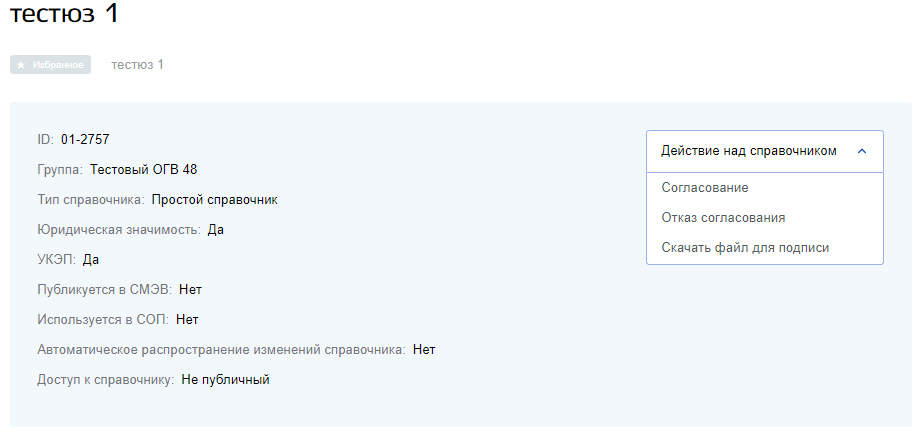 тестюз 1
Избранное
тестюз 1
ID: 01-2757
Группа: Тестовый ОГВ 48
Тип справочника: Простой справочник
Юридическая значимость: Да
УКЭП: Да
Публикуется в СМЭВ: Нет
Используется в СОП: Нет
Автоматическое распространение изменений справочника: Нет
Доступ к справочнику: Не публичный
Действие над справочником
Согласование
Отказ согласования
Скачать файл для подписи